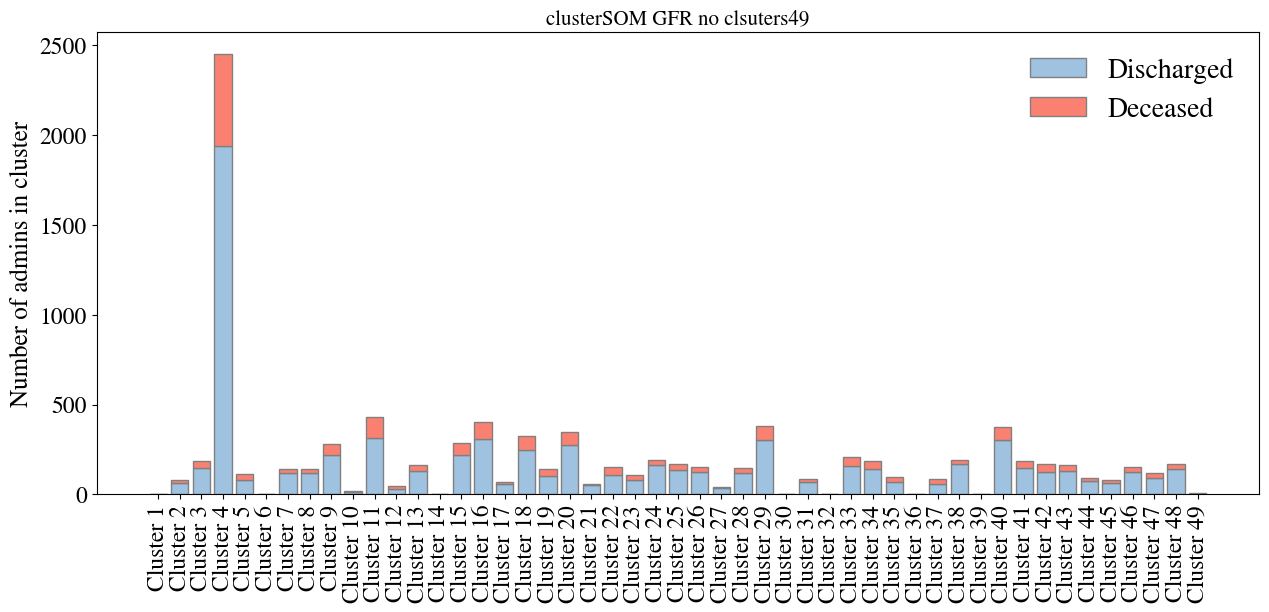 clusterSOM GFR no clsuters49
Number of admins in cluster
2500
2000
1500
1000
500
0
Discharged
Deceased
Cluster 1
Cluster 2
Cluster 3
Cluster 4
Cluster 5
Cluster 6
Cluster 7
Cluster 8
Cluster 9
Cluster 10
Cluster 11
Cluster 12
Cluster 13
Cluster 14
Cluster 15
Cluster 16
Cluster 17
Cluster 18
Cluster 19
Cluster 20
Cluster 21
Cluster 22
Cluster 23
Cluster 24
Cluster 25
Cluster 26
Cluster 27
Cluster 28
Cluster 29
Cluster 30
Cluster 31
Cluster 32
Cluster 33
Cluster 34
Cluster 35
Cluster 36
Cluster 37
Cluster 38
Cluster 39
Cluster 40
Cluster 41
Cluster 42
Cluster 43
Cluster 44
Cluster 45
Cluster 46
Cluster 47
Cluster 48
Cluster 49